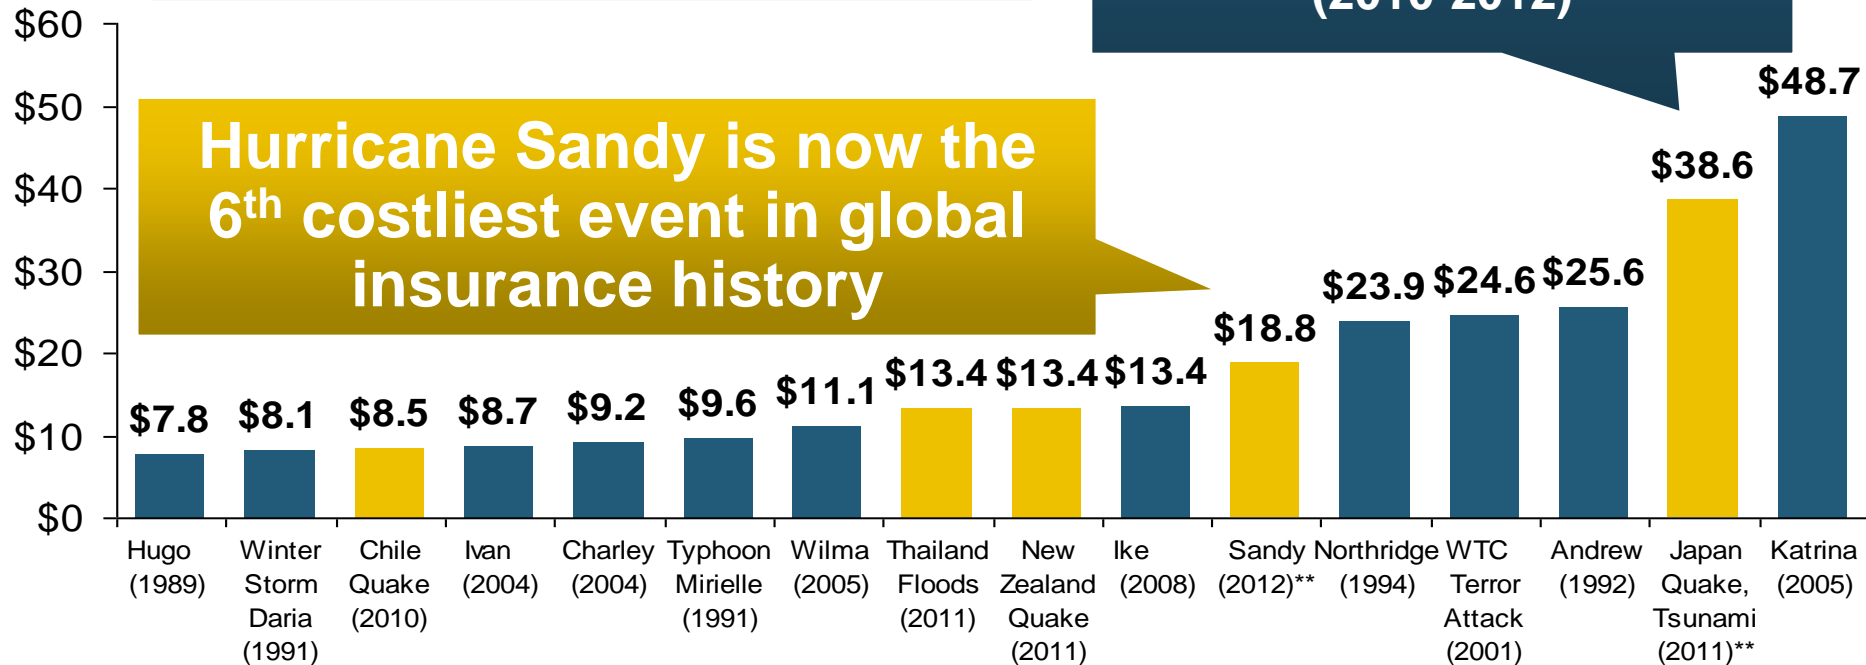 (2010-2012)
$60
$50
$40
$30
$20
$10
$0
Hurricane Sandy is now the
6th costliest event in global
insurance history
$7.8
$8.1
$8.5
$8.7
$9.2
$9.6
$11.1
$13.4
$13.4
$13.4
$18.8
$23.9
$24.6
$25.6
$38.6
$48.7
Hugo
(1989)
Winter
Storm
Daria
(1991)
Chile
Quake
(2010)
Ivan
(2004)
Charley
(2004)
Typhoon
Mirielle
(1991)
Wilma
(2005)
Thailand
Floods
(2011)
New
Zealand
Quake
(2011)
Ike
(2008)
Sandy
(2012)**
Northridge
(1994)
WTC
Terror
Attack
(2001)
Andrew
(1992)
Japan
Quake,
Tsunami
(2011)**
Katrina
(2005)